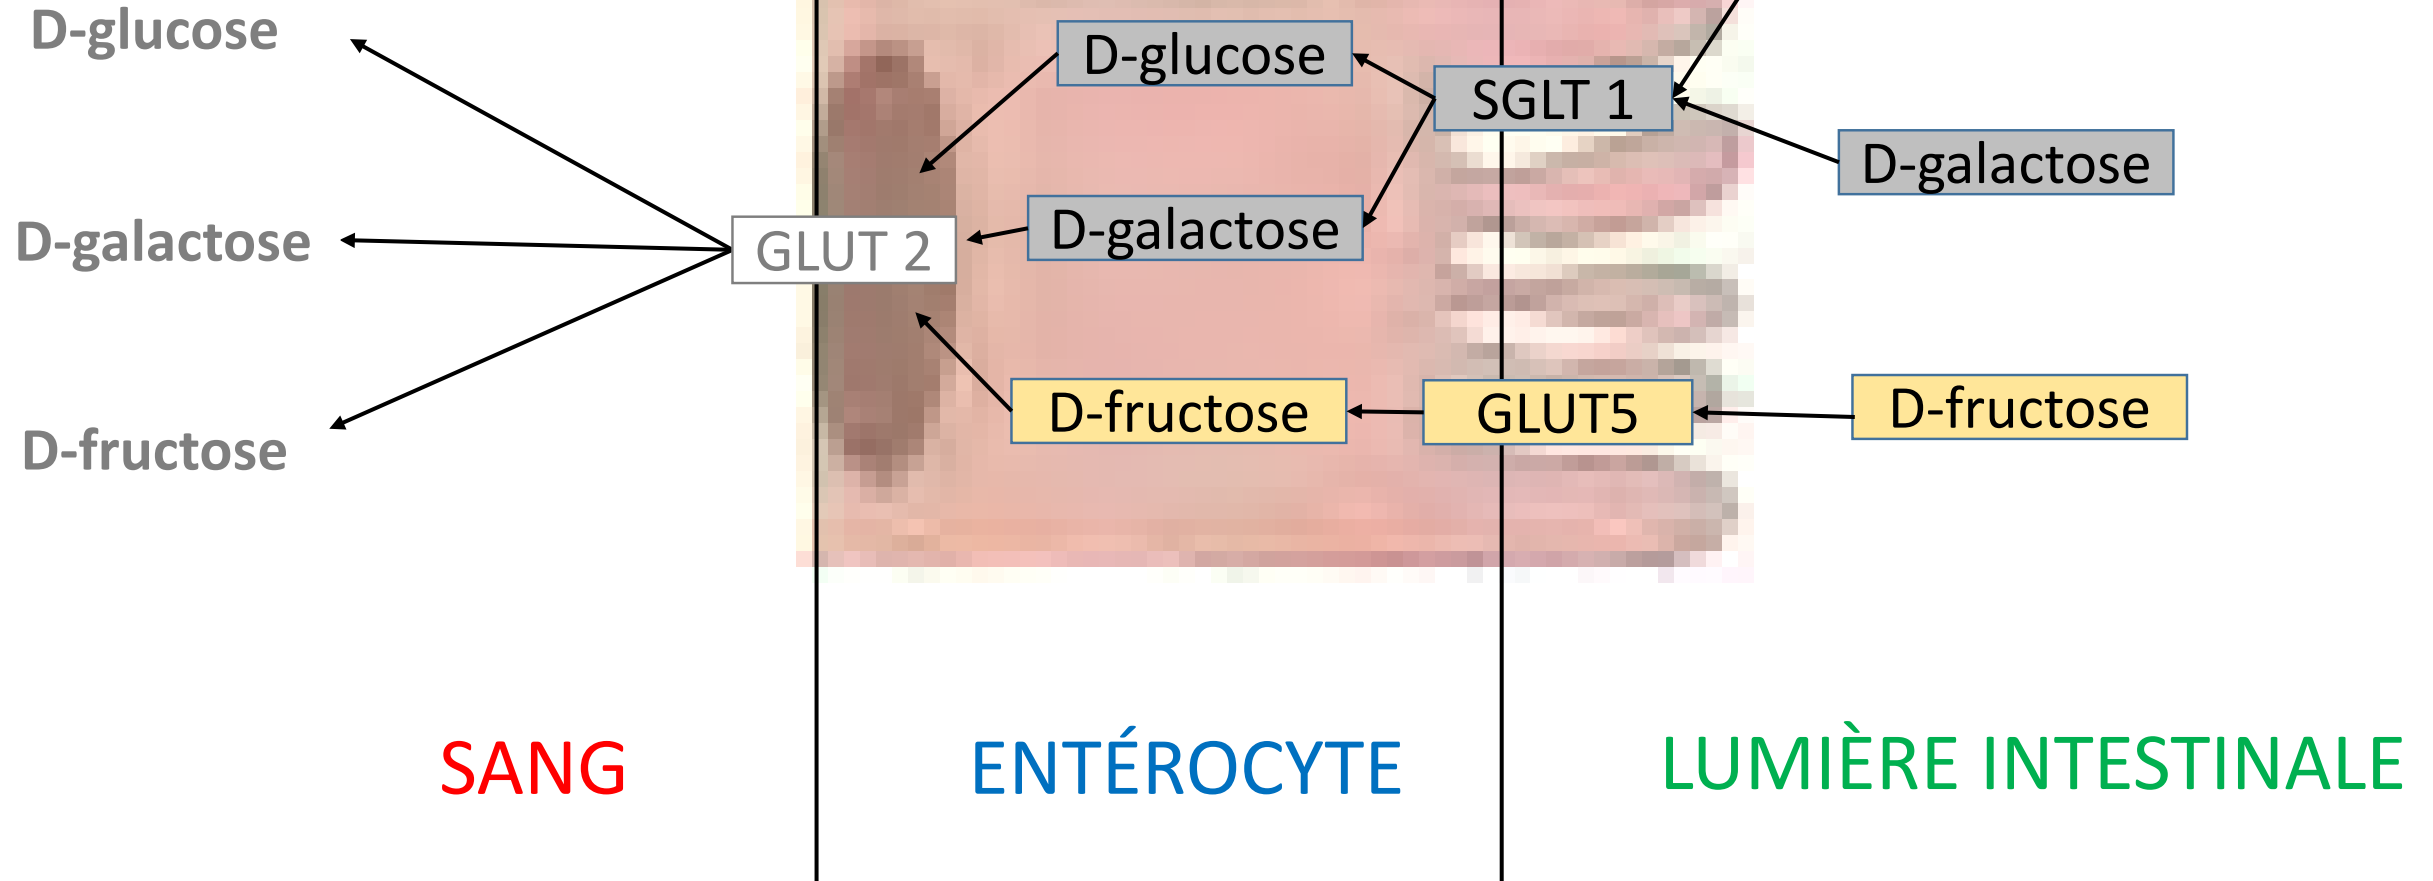 D-glucose
D-glucose
SGLT 1
D-galactose
D-galactose
D-galactose
GLUT 2
D-fructose
GLUT5
D-fructose
D-fructose
SANG
ENTÉROCYTE
LUMIÈRE INTESTINALE